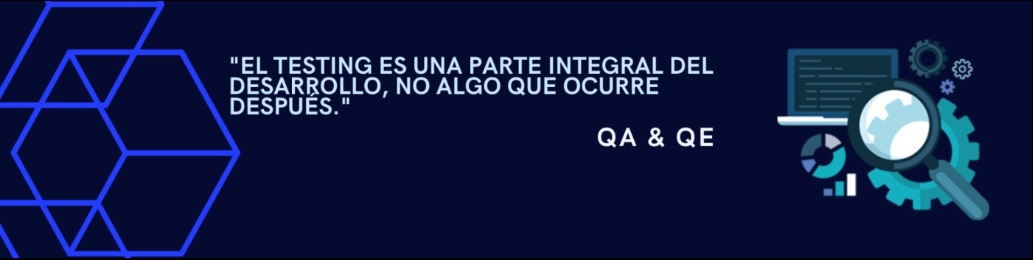 "EL TESTING ES UNA PARTE INTEGRAL DEL
DESARROLLO, NO ALGO QUE OCURRE
DESPUÉS."
QA & QE